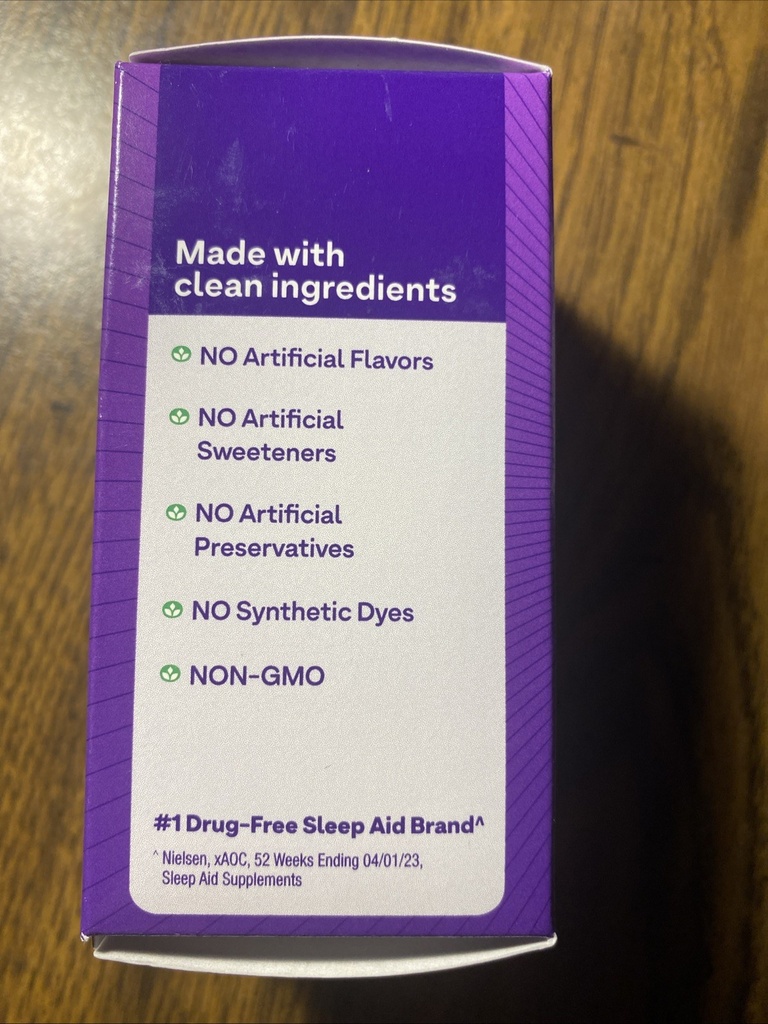 Made with
clean ingredients
NO Artificial Flavors
NO Artificial
Sweeteners
NO Artificial
Preservatives
NO Synthetic Dyes
NON-GMO
#1 Drug-Free Sleep Aid Brand^
^ Nielsen, xAOC, 52 Weeks Ending 04/01/23,
Sleep Aid Supplements